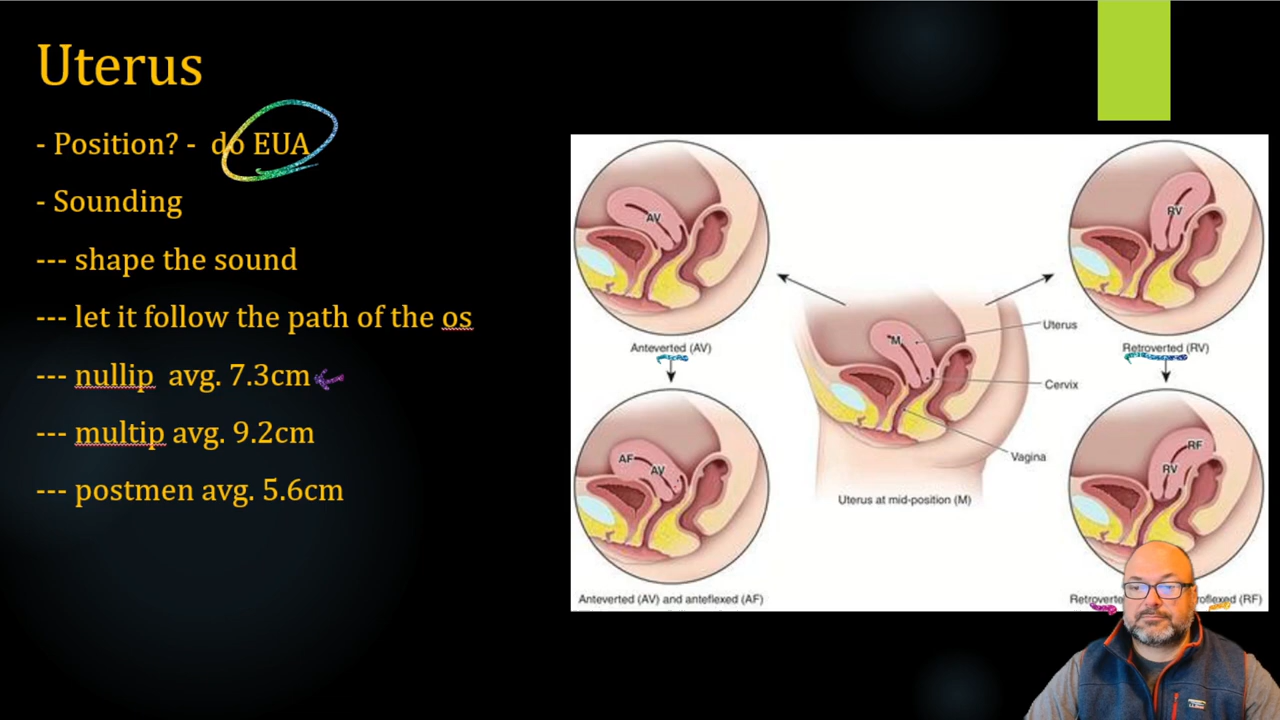 Uterus
- Position? - do EUA
- Sounding
--- shape the sound
--- let it follow the path of the os
--- nullip avg. 7.3cm
--- multip avg. 9.2cm
--- postmen avg. 5.6cm
AV
Anteverted (AV)
RV
Retroverted (RV)
M
Uterus
Cervix
Vagina
Uterus at mid-position (M)
AF
AV
Anteverted (AV) and anteflexed (AF)
RF
RV
(RF)